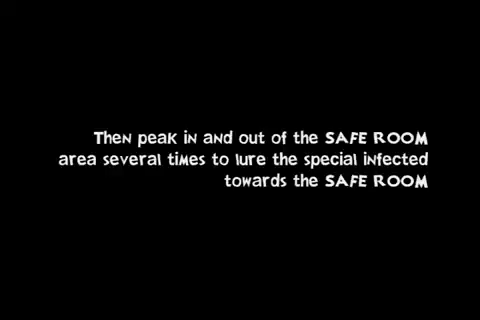 Then peak in and out of the SAFE ROOM
area several times to lure the special infected
towards the SAFE ROOM